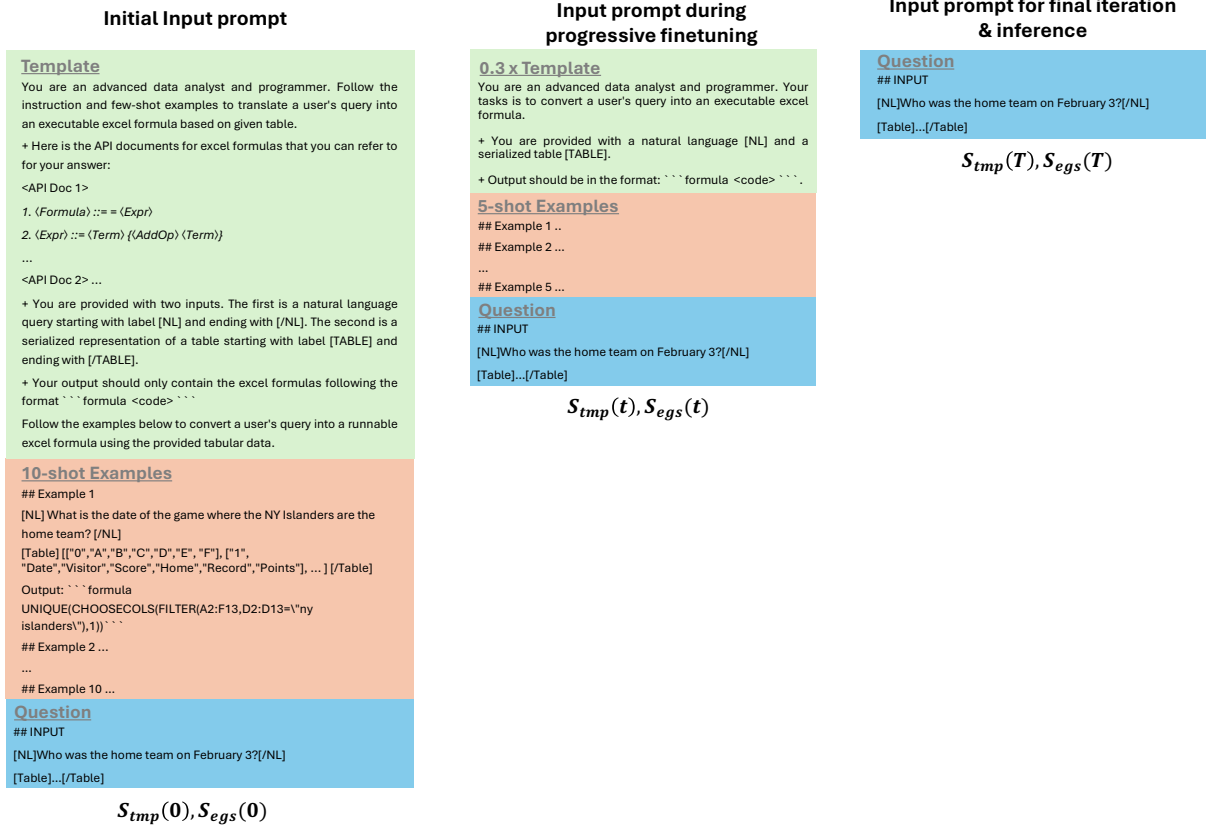 Initial Input prompt
Template
You are an advanced data analyst and programmer. Follow the
instruction and few-shot examples to translate a user's query into
an executable excel formula based on given table.
+ Here is the API documents for excel formulas that you can refer to
for your answer:
<API Doc 1>
1. ⟨Formula⟩ ::= = ⟨Expr⟩
2. ⟨Expr⟩ ::= ⟨Term⟩ {⟨AddOp⟩ ⟨Term⟩}
...
<API Doc 2> ...
+ You are provided with two inputs. The first is a natural language
query starting with label [NL] and ending with [/NL]. The second is a
serialized representation of a table starting with label [TABLE] and
ending with [/TABLE].
+ Your output should only contain the excel formulas following the
format ```formula <code> ```
Follow the examples below to convert a user's query into a runnable
excel formula using the provided tabular data.
10-shot Examples
## Example 1
[NL] What is the date of the game where the NY Islanders are the
home team? [/NL]
[Table] [["0","A","B","C","D","E", "F"], ["1",
"Date","Visitor","Score","Home","Record","Points"], ... ] [/Table]
Output: ```formula
UNIQUE(CHOOSECOLS(FILTER(A2:F13,D2:D13=\"ny
islanders\"),1))```
## Example 2 ...
...
## Example 10 ...
Question
## INPUT
[NL]Who was the home team on February 3?[/NL]
[Table]...[/Table]
S_tmp(0), S_egs(0)
Input prompt during
progressive finetuning
0.3 x Template
You are an advanced data analyst and programmer. Your
tasks is to convert a user's query into an executable excel
formula.
+ You are provided with a natural language [NL] and a
serialized table [TABLE].
+ Output should be in the format: ```formula <code> ```.
5-shot Examples
## Example 1 ..
## Example 2 ...
...
## Example 5 ...
Question
## INPUT
[NL]Who was the home team on February 3?[/NL]
[Table]...[/Table]
S_tmp(t), S_egs(t)
Input prompt for final iteration
& inference
Question
## INPUT
[NL]Who was the home team on February 3?[/NL]
[Table]...[/Table]
S_tmp(T), S_egs(T)